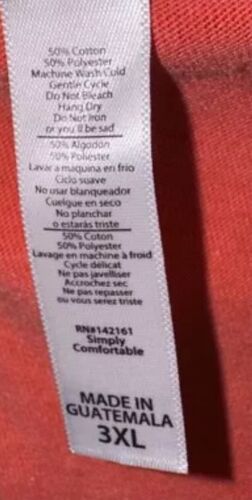 50% Cotton
50% Polyester
Machine Wash Cold
Gentle Cycle
Do Not Bleach
Hang Dry
Do Not Iron
or you'll be sad
50% Algodón
50% Poliester
Lavar a maquina en frio
Ciclo suave
No usar blanqueador
Cuelgue en seco
No planchar
o estarás triste
50% Coton
50% Polyester
Lavage en machine à froid
Cycle délicat
Ne pas javelliser
Accrochez sec
Ne pas repasser
ou vous serez triste
RN#142161
Simply
Comfortable
MADE IN
GUATEMALA
3XL